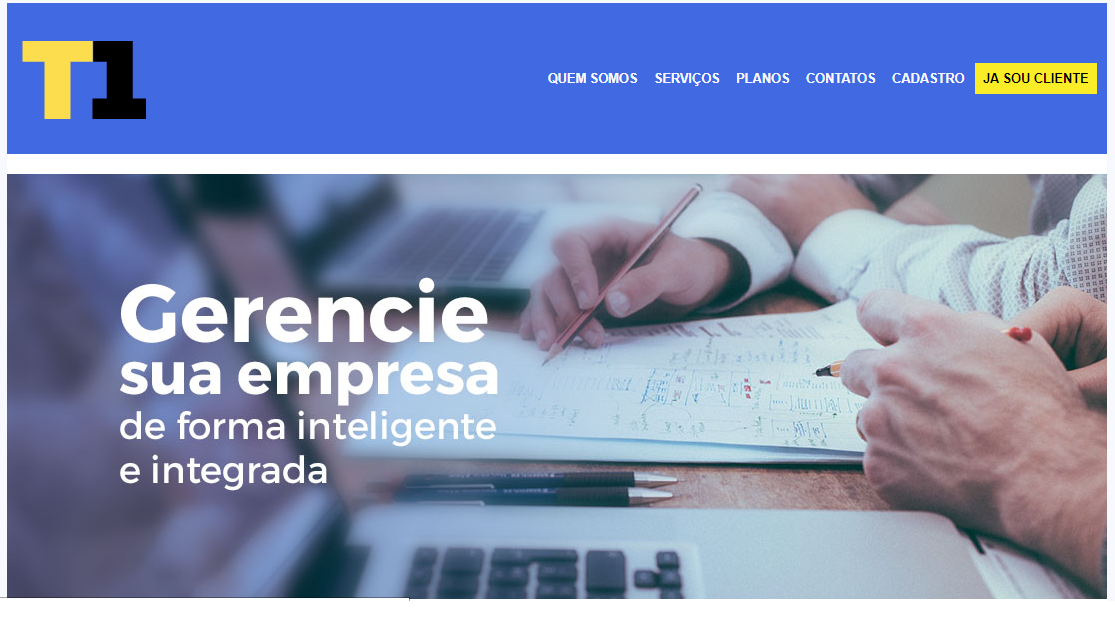 T1
QUEM SOMOS SERVIÇOS PLANOS CONTATOS CADASTRO JA SOU CLIENTE
Gerencie
sua empresa
de forma inteligente
e integrada